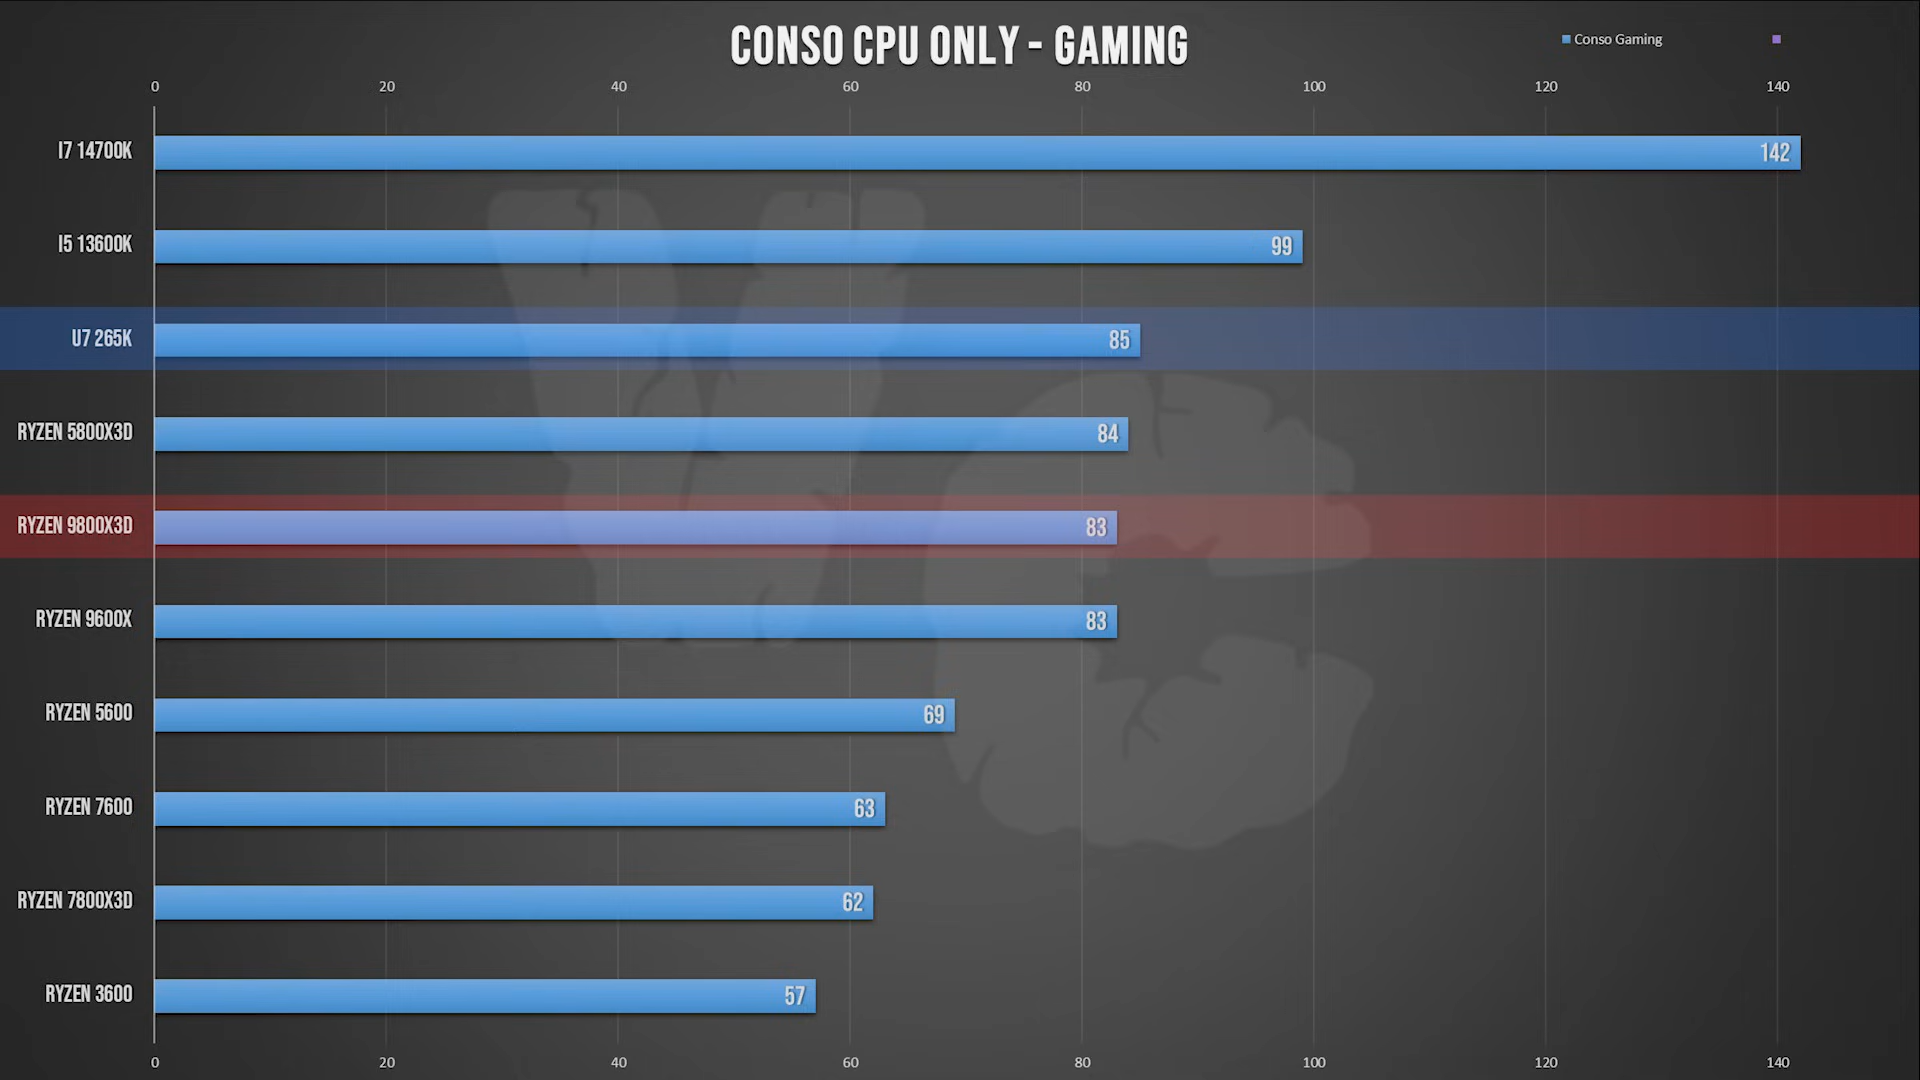 CONSO CPU ONLY - GAMING
Conso Gaming
0 20 40 60 80 100 120 140
I7 14700K 142
I5 13600K 99
U7 265K 85
RYZEN 5800X3D 84
RYZEN 9800X3D 83
RYZEN 9600X 83
RYZEN 5600 69
RYZEN 7600 63
RYZEN 7800X3D 62
RYZEN 3600 57
0 20 40 60 80 100 120 140